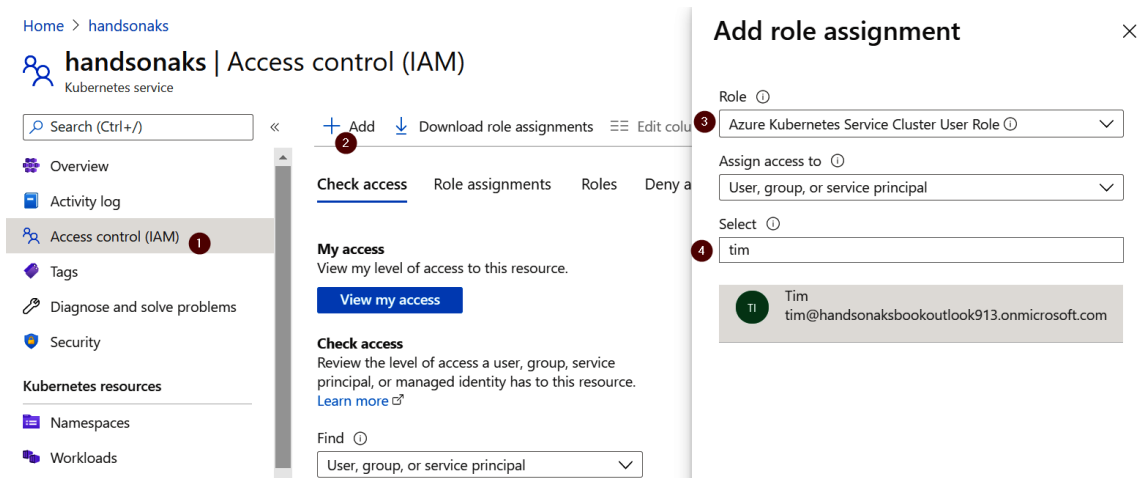 Home > handsonaks
handsonaks | Access control (IAM)
Kubernetes service
Search (Ctrl+/)
«
Overview
Activity log
Access control (IAM)
1
Tags
Diagnose and solve problems
Security
Kubernetes resources
Namespaces
Workloads
Add
2
Download role assignments
Edit colu
Check access
Role assignments
Roles
Deny a
My access
View my level of access to this resource.
View my access
Check access
Review the level of access a user, group, service
principal, or managed identity has to this resource.
Learn more
Find
User, group, or service principal
Add role assignment
Role
3
Azure Kubernetes Service Cluster User Role
Assign access to
User, group, or service principal
Select
4
tim
TI
Tim
tim@handsonaksbookoutlook913.onmicrosoft.com